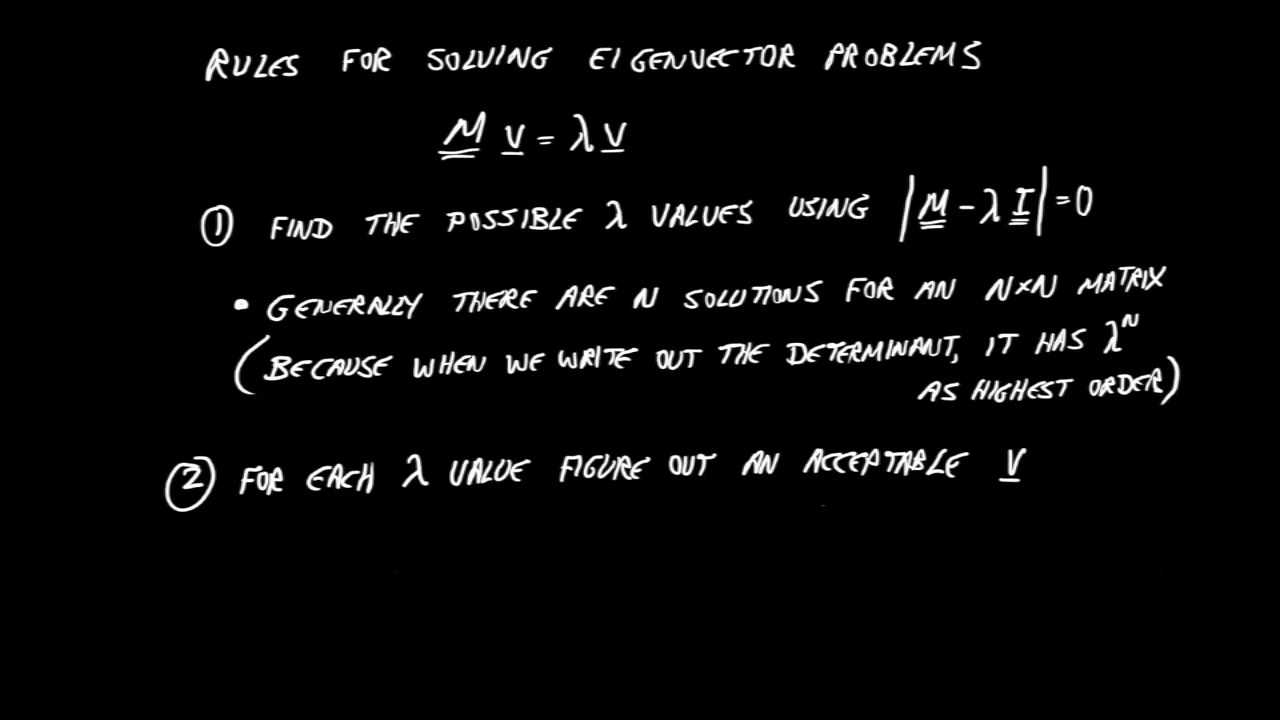 RULES FOR SOLVING EIGENVECTOR PROBLEMS
M V = λ V
① FIND THE POSSIBLE λ VALUES USING |M - λ I| = 0
• GENERALLY THERE ARE N SOLUTIONS FOR AN N×N MATRIX
(BECAUSE WHEN WE WRITE OUT THE DETERMINANT, IT HAS λᴺ
AS HIGHEST ORDER)
② FOR EACH λ VALUE FIGURE OUT AN ACCEPTABLE V